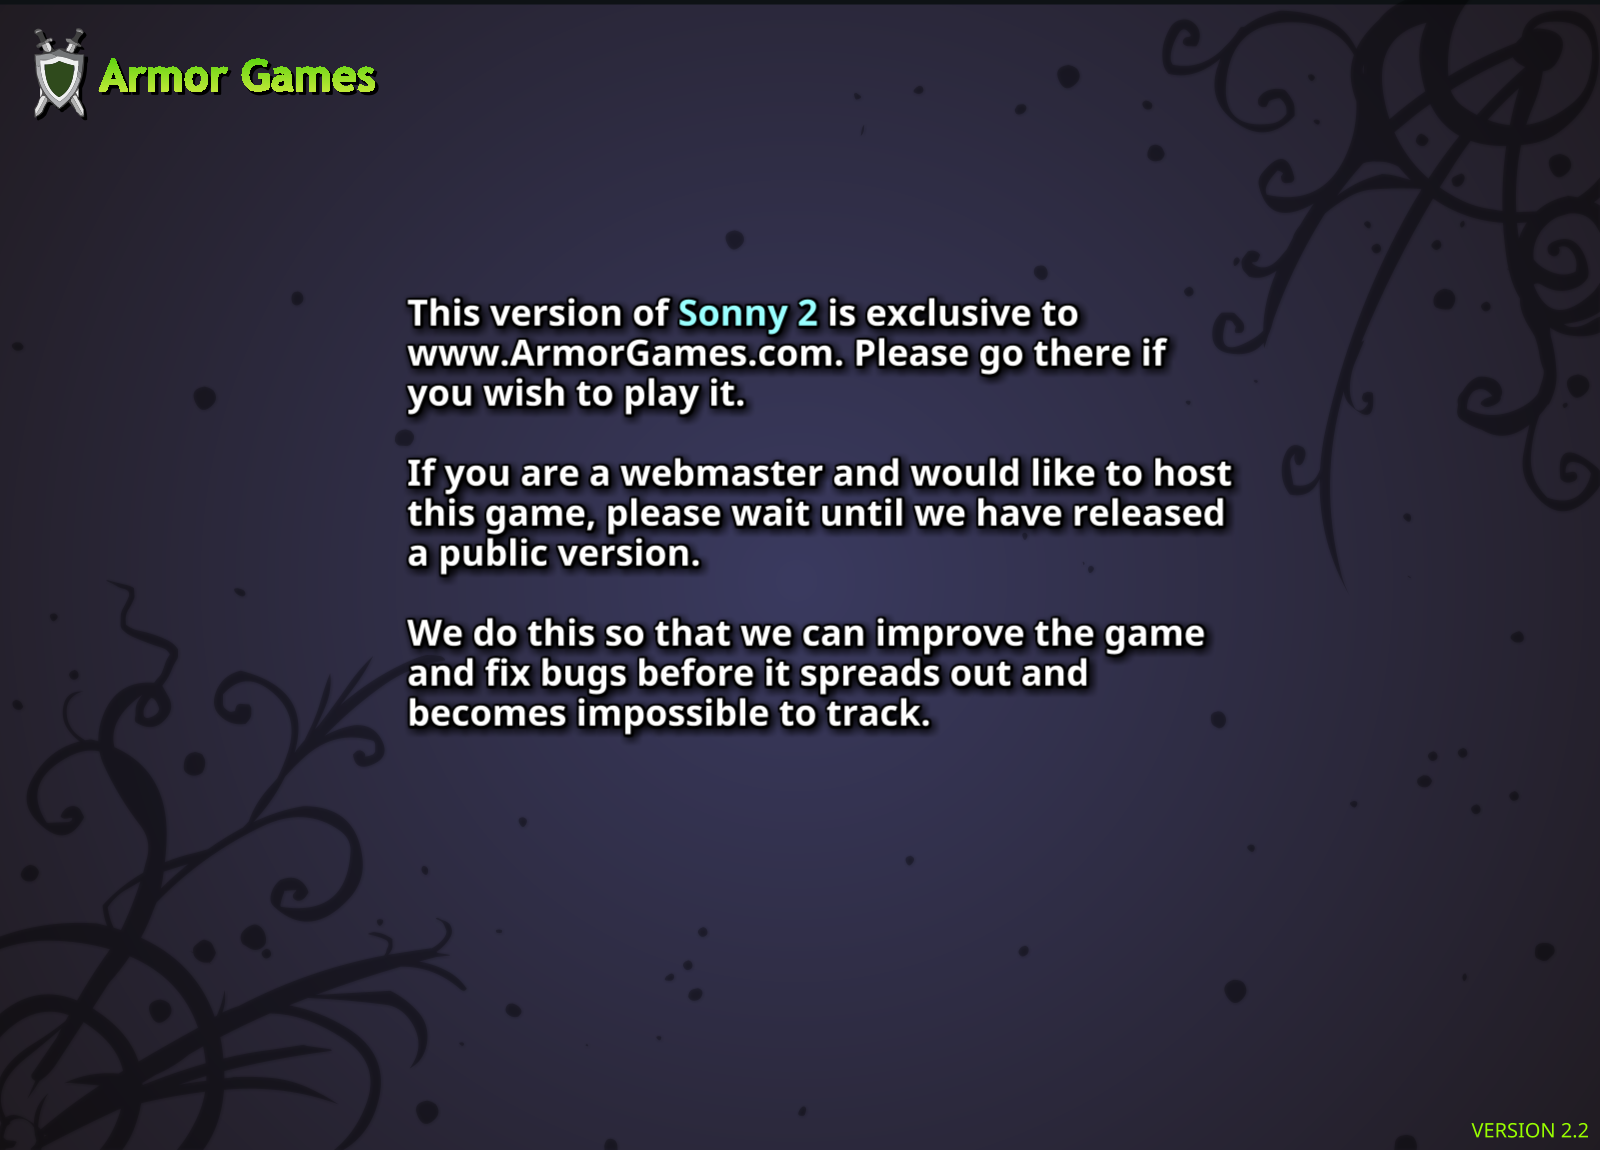 Armor Games
This version of Sonny 2 is exclusive to
www.ArmorGames.com. Please go there if
you wish to play it.
If you are a webmaster and would like to host
this game, please wait until we have released
a public version.
We do this so that we can improve the game
and fix bugs before it spreads out and
becomes impossible to track.
VERSION 2.2